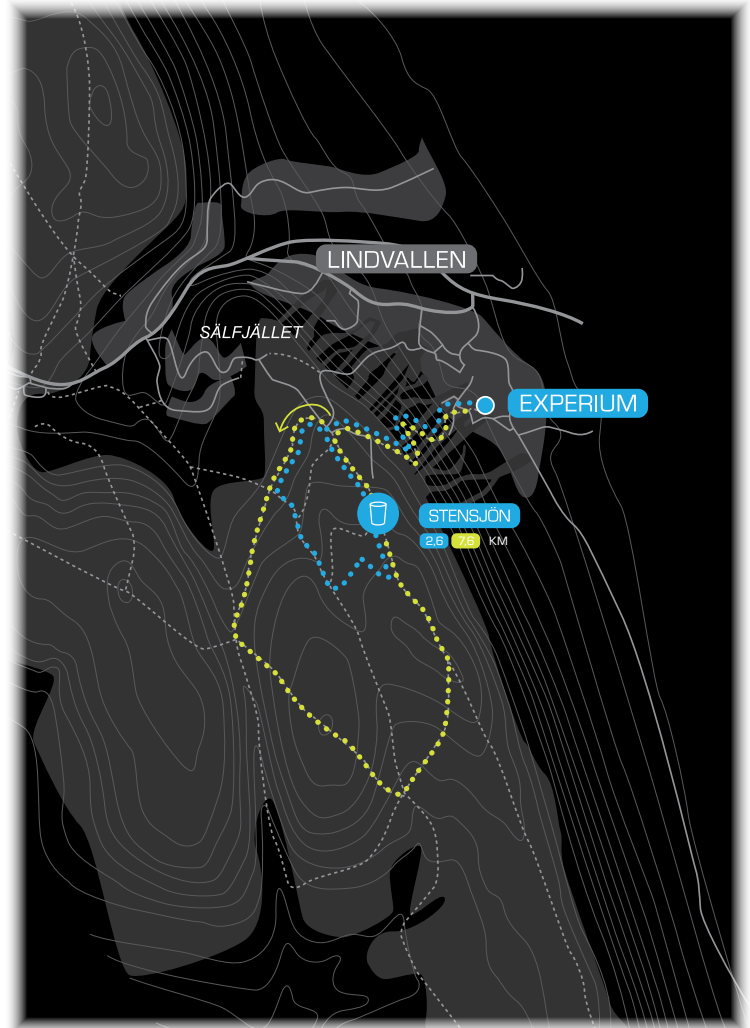 LINDVALLEN
SÄLFJÄLLET
EXPERIUM
STENSJÖN
2,6 7,6 KM